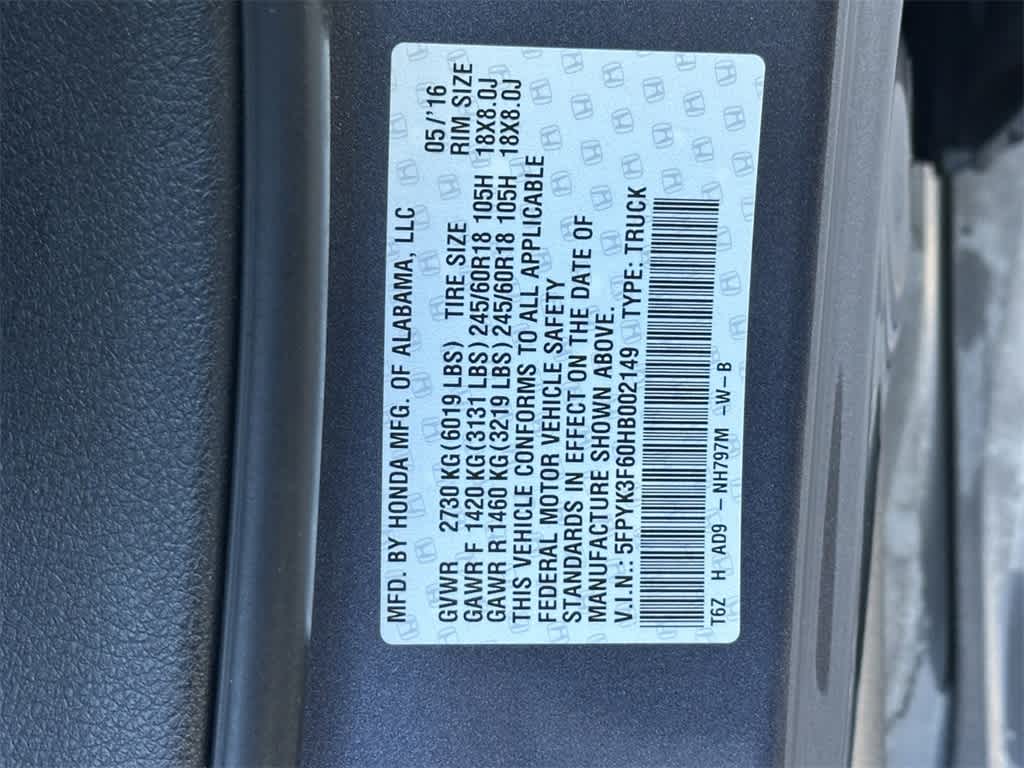 MFD. BY HONDA MFG. OF ALABAMA, LLC 05/'16
GVWR 2730 KG (6019 LBS) TIRE SIZE RIM SIZE
GAWR F 1420 KG (3131 LBS) 245/60R18 105H 18X8.0J
GAWR R 1460 KG (3219 LBS) 245/60R18 105H 18X8.0J
THIS VEHICLE CONFORMS TO ALL APPLICABLE
FEDERAL MOTOR VEHICLE SAFETY
STANDARDS IN EFFECT ON THE DATE OF
MANUFACTURE SHOWN ABOVE.
V.I.N.: 5FPYK3F60HB002149 TYPE: TRUCK
T6Z H AD9 -NH797M -W-B